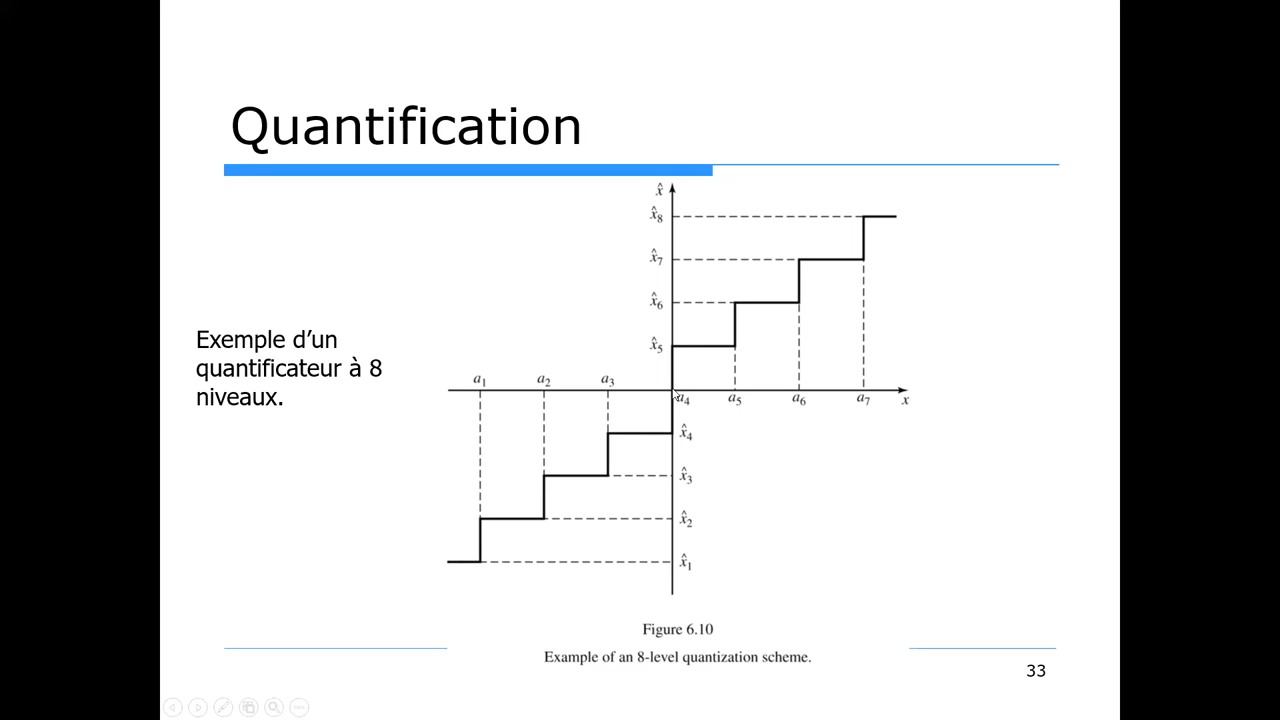 Quantification
Exemple d’un
quantificateur à 8
niveaux.
x̂
x̂₈
x̂₇
x̂₆
x̂₅
a₁ a₂ a₃
a₄ a₅ a₆ a₇ x
x̂₄
x̂₃
x̂₂
x̂₁
Figure 6.10
Example of an 8-level quantization scheme.
33